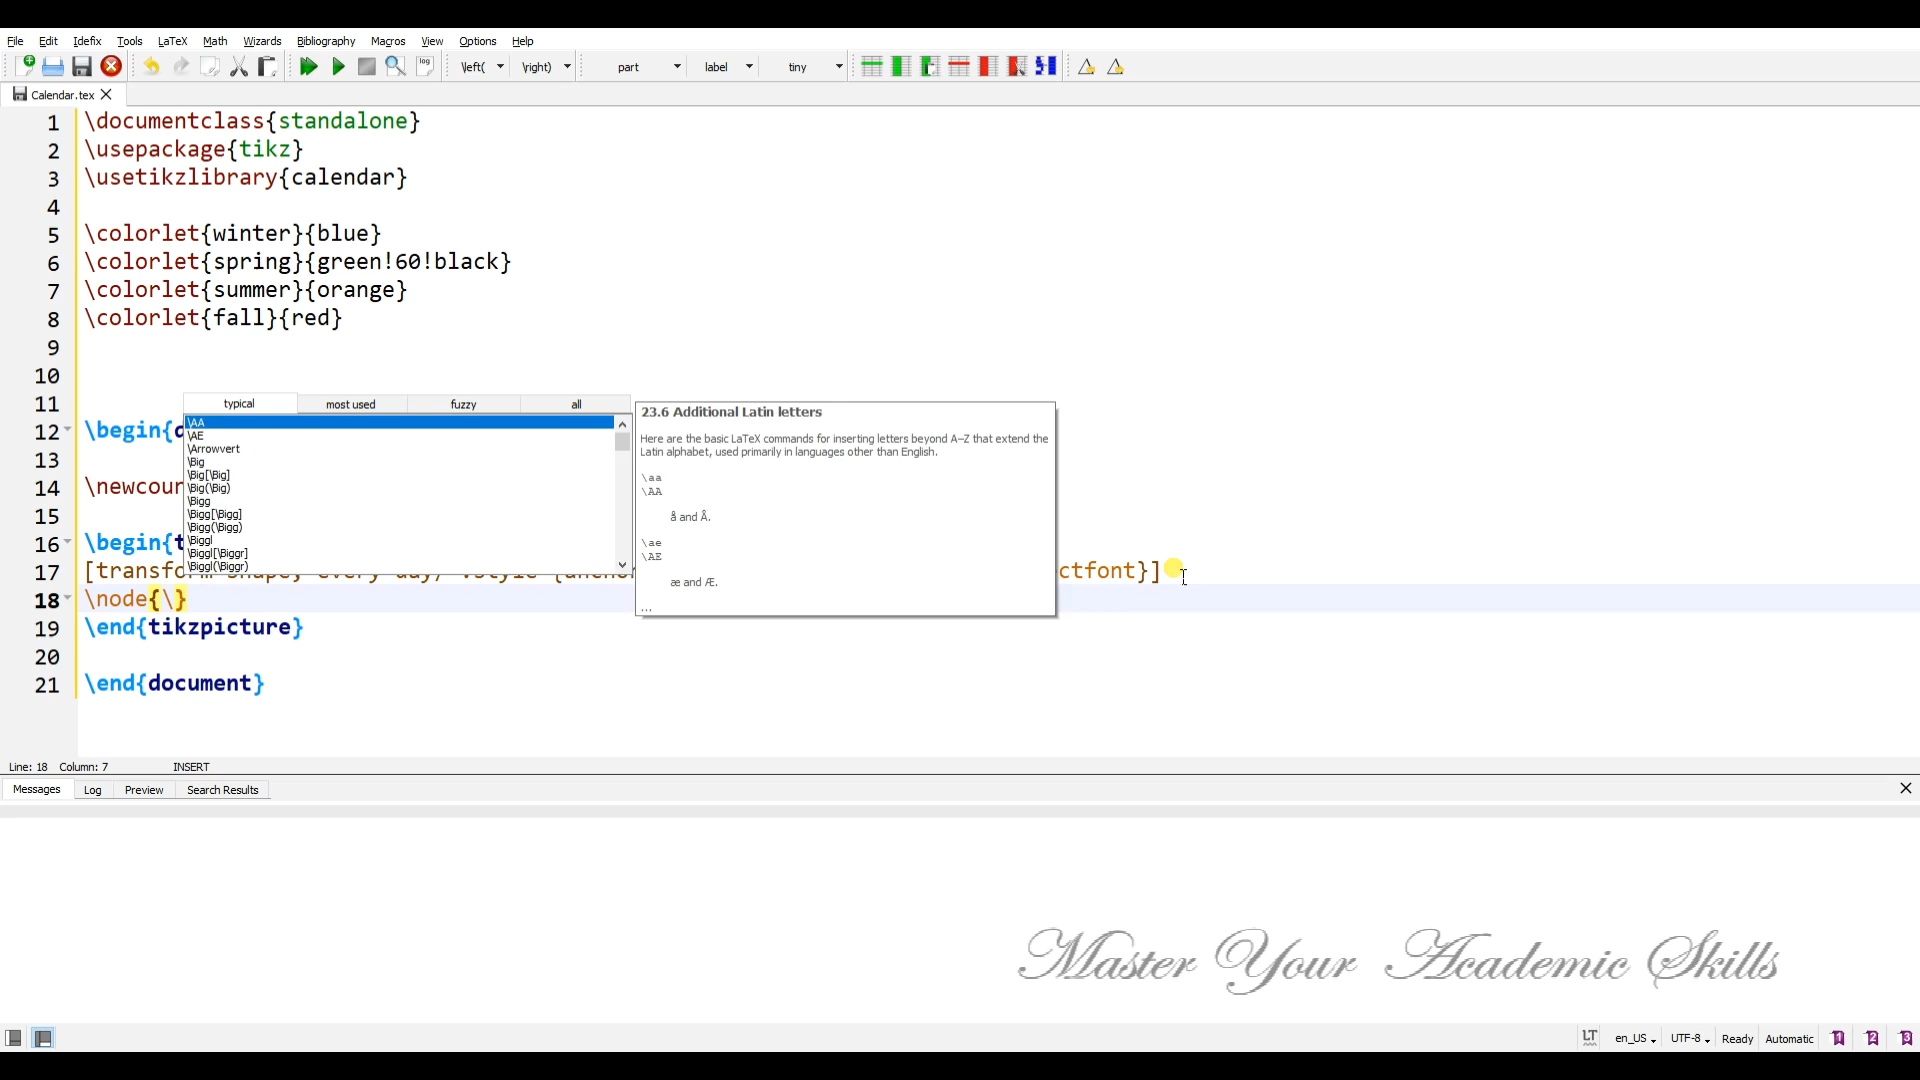 File Edit Idefix Tools LaTeX Math Wizards Bibliography Macros View Options Help
log \left( \right) part label tiny
Calendar.tex
1 \documentclass{standalone}
2 \usepackage{tikz}
3 \usetikzlibrary{calendar}
4
5 \colorlet{winter}{blue}
6 \colorlet{spring}{green!60!black}
7 \colorlet{summer}{orange}
8 \colorlet{fall}{red}
9
10
11
12 \begin{d
13
14 \newcour
15
16 \begin{t
17 [transfo ctfont}]
18 \node{\}
19 \end{tikzpicture}
20
21 \end{document}
typical most used fuzzy all
\AA
\AE
\Arrowvert
\Big
\Big[\Big]
\Big(\Big)
\Bigg
\Bigg[\Bigg]
\Bigg(\Bigg)
\Biggl
\Biggl[\Biggr]
\Biggl(\Biggr)
23.6 Additional Latin letters
Here are the basic LaTeX commands for inserting letters beyond A–Z that extend the
Latin alphabet, used primarily in languages other than English.
\aa
\AA
å and Å.
\ae
\AE
æ and Æ.
...
Line: 18 Column: 7 INSERT
Messages Log Preview Search Results
Master Your Academic Skills
LT en_US UTF-8 Ready Automatic 1 2 3